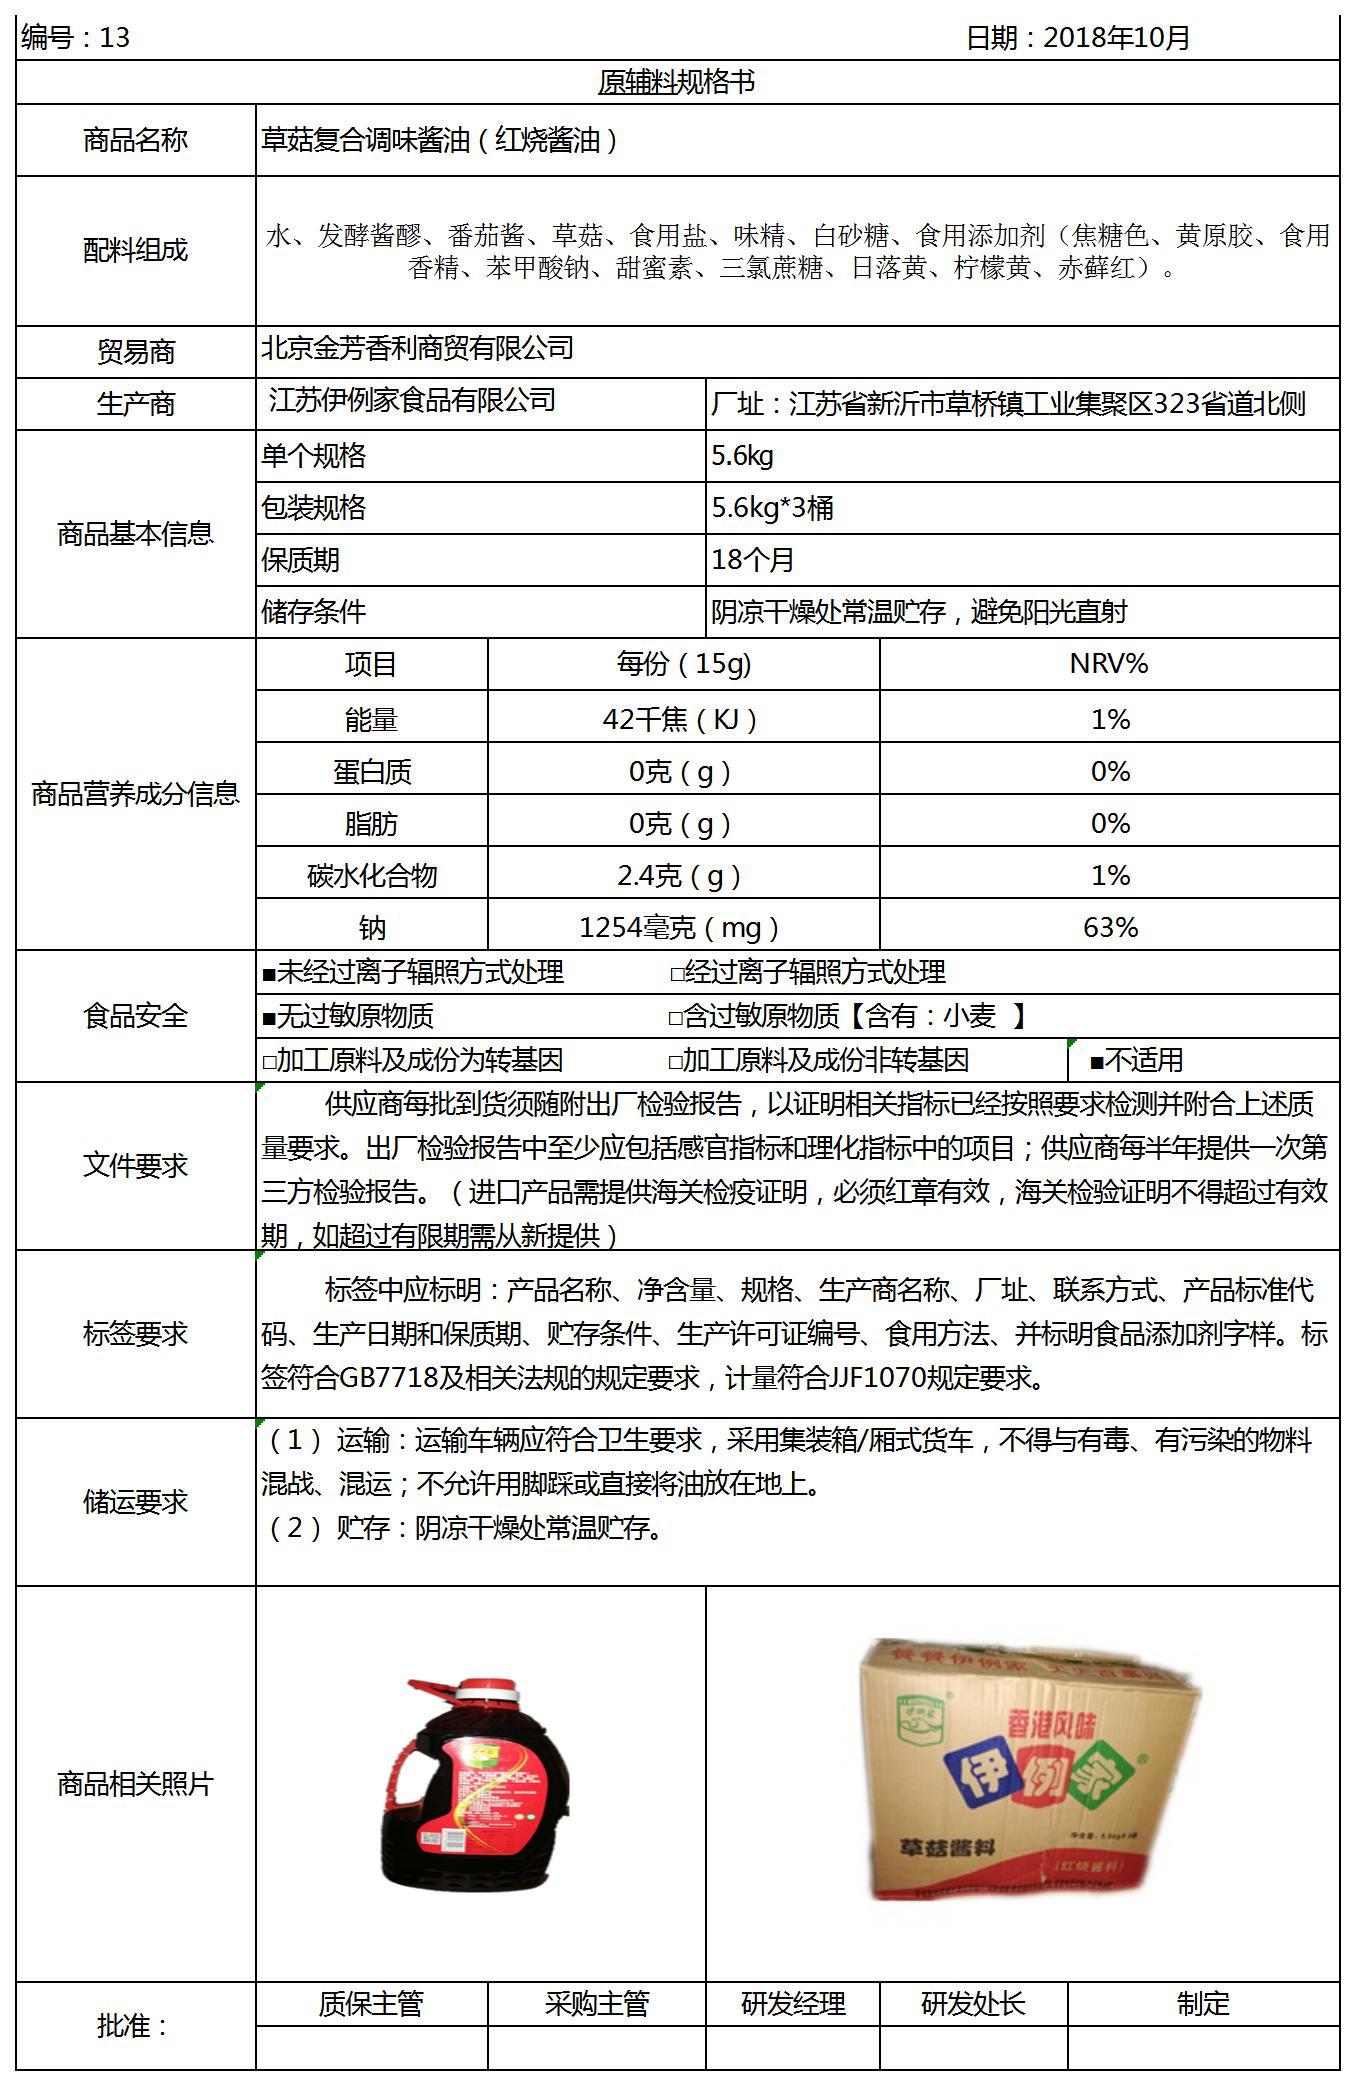 编号：13 日期：2018年10月
原辅料规格书
商品名称 草菇复合调味酱油（红烧酱油）
配料组成
水、发酵酱醪、番茄酱、草菇、食用盐、味精、白砂糖、食用添加剂（焦糖色、黄原胶、食用
香精、苯甲酸钠、甜蜜素、三氯蔗糖、日落黄、柠檬黄、赤藓红）。
贸易商 北京金芳香利商贸有限公司
生产商 江苏伊例家食品有限公司 厂址：江苏省新沂市草桥镇工业集聚区323省道北侧
商品基本信息
单个规格 5.6kg
包装规格 5.6kg*3桶
保质期 18个月
储存条件 阴凉干燥处常温贮存，避免阳光直射
商品营养成分信息
项目 每份（15g) NRV%
能量 42千焦（KJ） 1%
蛋白质 0克（g） 0%
脂肪 0克（g） 0%
碳水化合物 2.4克（g） 1%
钠 1254毫克（mg） 63%
食品安全
■未经过离子辐照方式处理 □经过离子辐照方式处理
■无过敏原物质 □含过敏原物质【含有：小麦 】
□加工原料及成份为转基因 □加工原料及成份非转基因 ■不适用
文件要求
供应商每批到货须随附出厂检验报告，以证明相关指标已经按照要求检测并附合上述质
量要求。出厂检验报告中至少应包括感官指标和理化指标中的项目；供应商每半年提供一次第
三方检验报告。（进口产品需提供海关检疫证明，必须红章有效，海关检验证明不得超过有效
期，如超过有限期需从新提供）
标签要求
标签中应标明：产品名称、净含量、规格、生产商名称、厂址、联系方式、产品标准代
码、生产日期和保质期、贮存条件、生产许可证编号、食用方法、并标明食品添加剂字样。标
签符合GB7718及相关法规的规定要求，计量符合JJF1070规定要求。
储运要求
（1） 运输：运输车辆应符合卫生要求，采用集装箱/厢式货车，不得与有毒、有污染的物料
混战、混运；不允许用脚踩或直接将油放在地上。
（2） 贮存：阴凉干燥处常温贮存。
商品相关照片
餐餐伊例家
伊例家
香港风味
伊例家®
草菇酱料
（红烧酱料）
批准：
质保主管 采购主管 研发经理 研发处长 制定